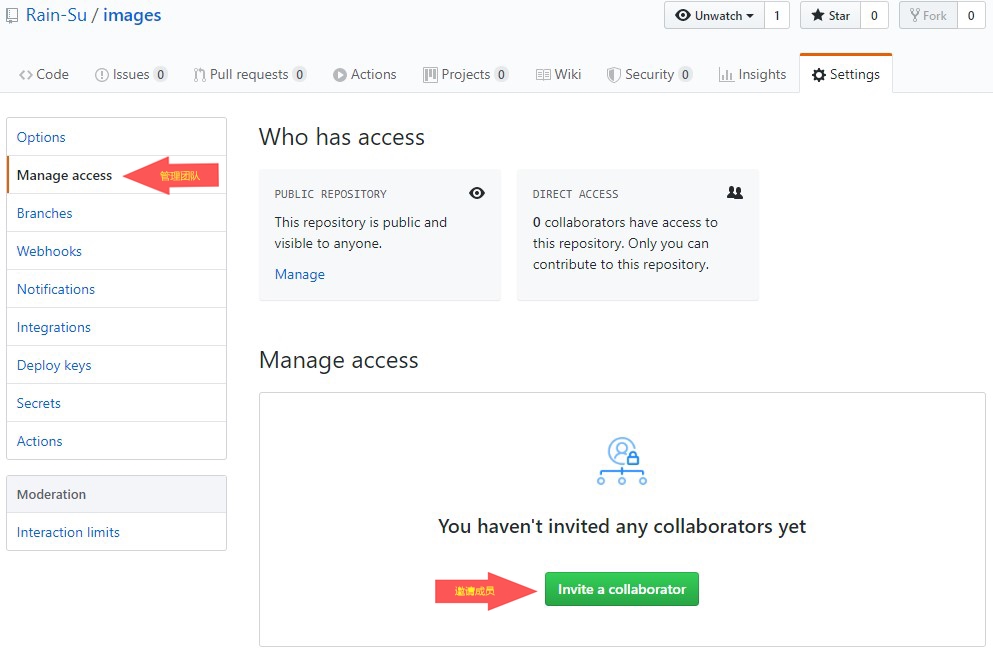 Rain-Su / images
Unwatch 1 Star 0 Fork 0
Code Issues 0 Pull requests 0 Actions Projects 0 Wiki Security 0 Insights Settings
Options
Manage access
管理团队
Branches
Webhooks
Notifications
Integrations
Deploy keys
Secrets
Actions
Moderation
Interaction limits
Who has access
PUBLIC REPOSITORY
This repository is public and
visible to anyone.
Manage
DIRECT ACCESS
0 collaborators have access to
this repository. Only you can
contribute to this repository.
Manage access
You haven't invited any collaborators yet
邀请成员
Invite a collaborator